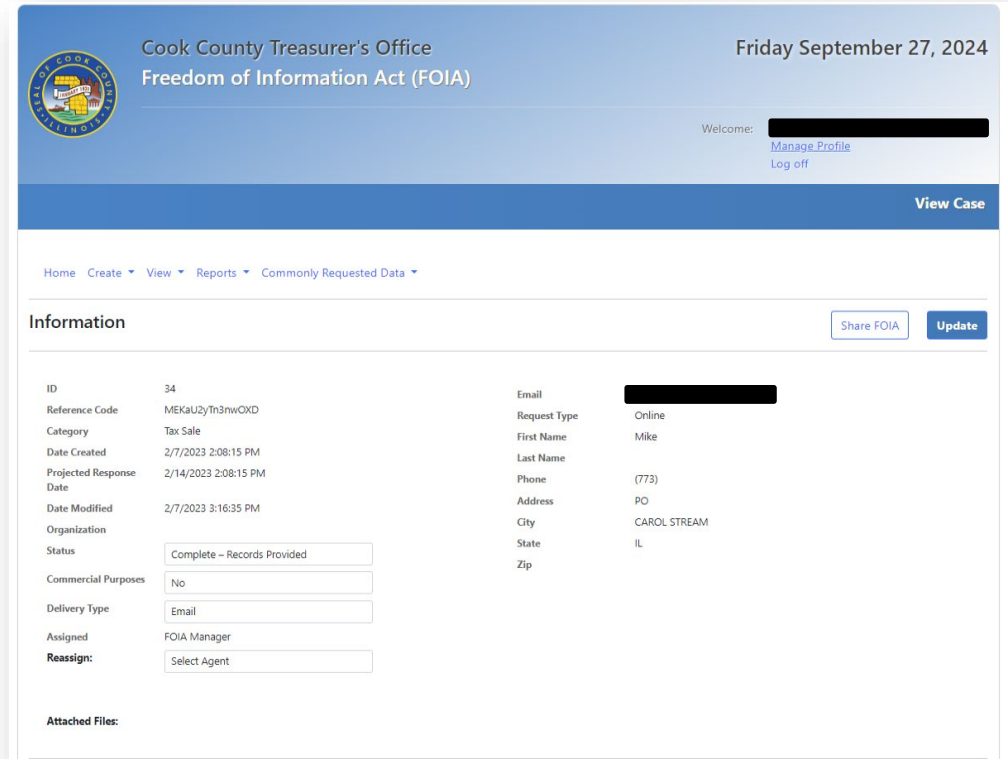 Cook County Treasurer's Office
Freedom of Information Act (FOIA)
Friday September 27, 2024
Welcome:
Manage Profile
Log off
View Case
Home Create View Reports Commonly Requested Data
Information
Share FOIA Update
ID 34
Reference Code MEKaU2yTn3nwOXD
Category Tax Sale
Date Created 2/7/2023 2:08:15 PM
Projected Response Date 2/14/2023 2:08:15 PM
Date Modified 2/7/2023 3:16:35 PM
Organization
Status Complete – Records Provided
Commercial Purposes No
Delivery Type Email
Assigned FOIA Manager
Reassign: Select Agent
Attached Files:
Email
Request Type Online
First Name Mike
Last Name
Phone (773)
Address PO
City CAROL STREAM
State IL
Zip